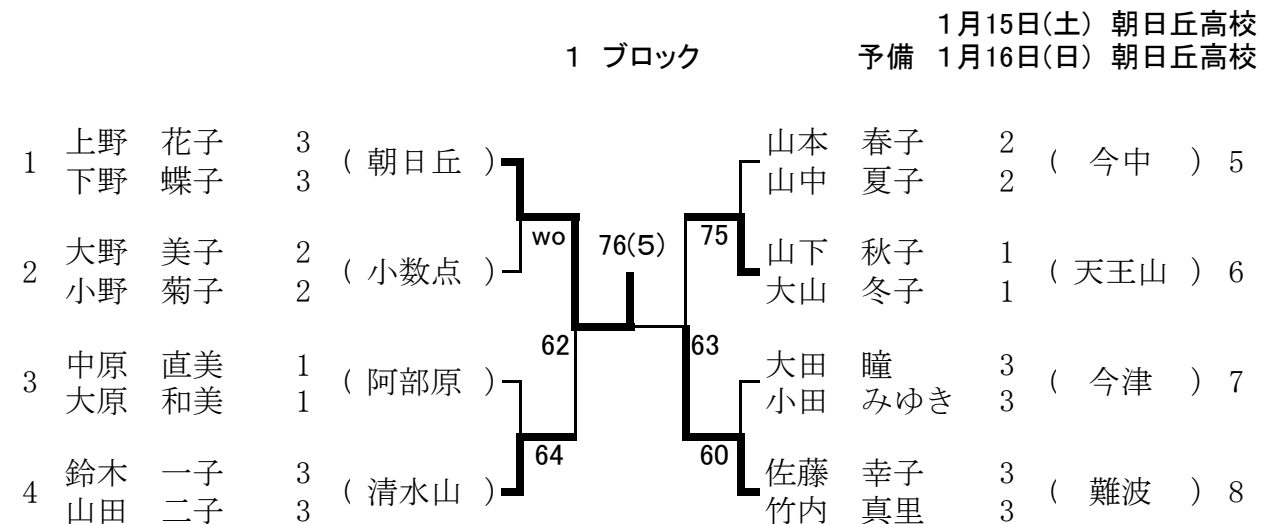 1月15日(土) 朝日丘高校
1 ブロック 予備 1月16日(日) 朝日丘高校
1 上野 花子 3 ( 朝日丘 )
下野 蝶子 3
2 大野 美子 2 ( 小数点 )
小野 菊子 2
3 中原 直美 1 ( 阿部原 )
大原 和美 1
4 鈴木 一子 3 ( 清水山 )
山田 二子 3
wo
62
64
76(5)
75
63
60
山本 春子 2 ( 今中 ) 5
山中 夏子 2
山下 秋子 1 ( 天王山 ) 6
大山 冬子 1
大田 瞳 3 ( 今津 ) 7
小田 みゆき 3
佐藤 幸子 3 ( 難波 ) 8
竹内 真里 3